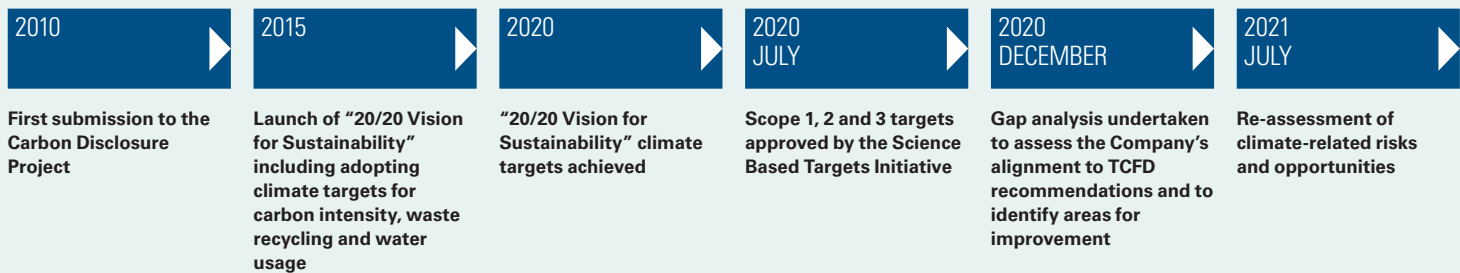 2010
First submission to the
Carbon Disclosure
Project
2015
Launch of “20/20 Vision
for Sustainability”
including adopting
climate targets for
carbon intensity, waste
recycling and water
usage
2020
“20/20 Vision for
Sustainability” climate
targets achieved
2020
JULY
Scope 1, 2 and 3 targets
approved by the Science
Based Targets Initiative
2020
DECEMBER
Gap analysis undertaken
to assess the Company’s
alignment to TCFD
recommendations and to
identify areas for
improvement
2021
JULY
Re-assessment of
climate-related risks
and opportunities